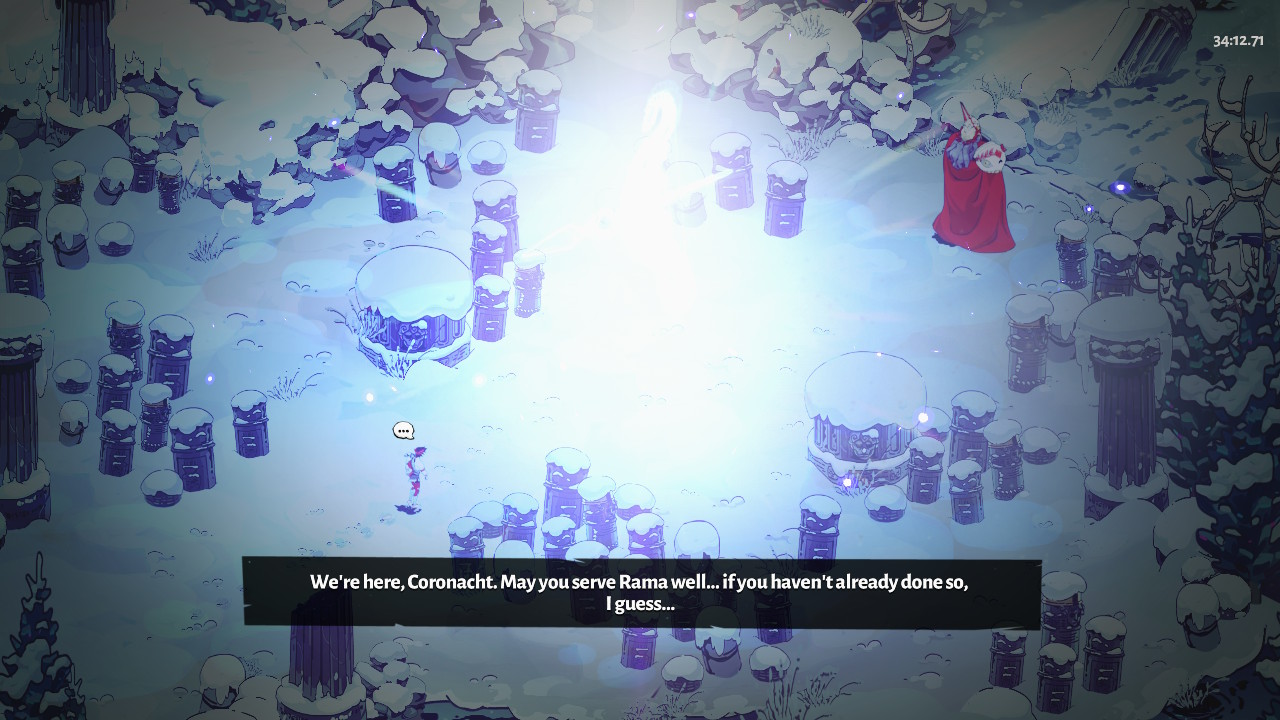 34:12.71
We're here, Coronacht. May you serve Rama well... if you haven't already done so,
I guess...